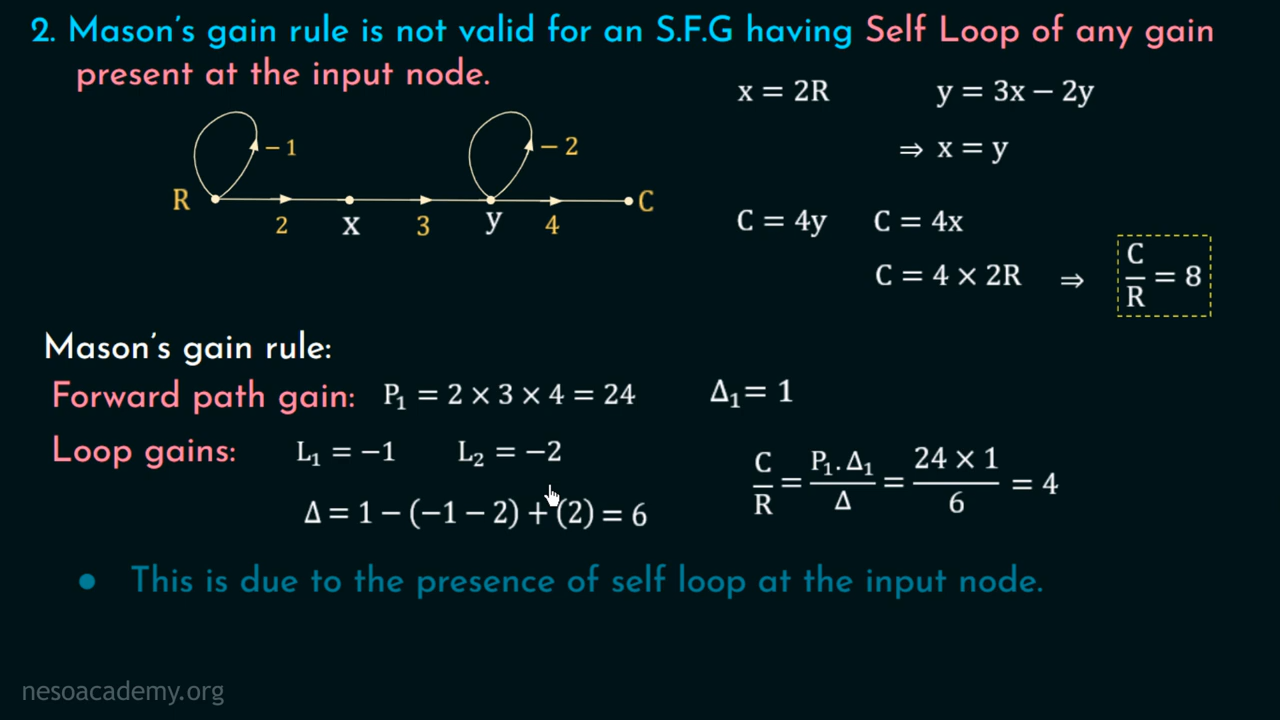 2. Mason's gain rule is not valid for an S.F.G having Self Loop of any gain
present at the input node.
x = 2R y = 3x − 2y
⇒ x = y
− 1 − 2
R C
2 x 3 y 4
C = 4y C = 4x
C = 4 × 2R ⇒ C/R = 8
Mason's gain rule:
Forward path gain: P₁ = 2 × 3 × 4 = 24 Δ₁= 1
Loop gains: L₁ = −1 L₂ = −2
C/R = P₁.Δ₁/Δ = 24 × 1/6 = 4
Δ = 1 − (−1 − 2) + (2) = 6
● This is due to the presence of self loop at the input node.
nesoacademy.org